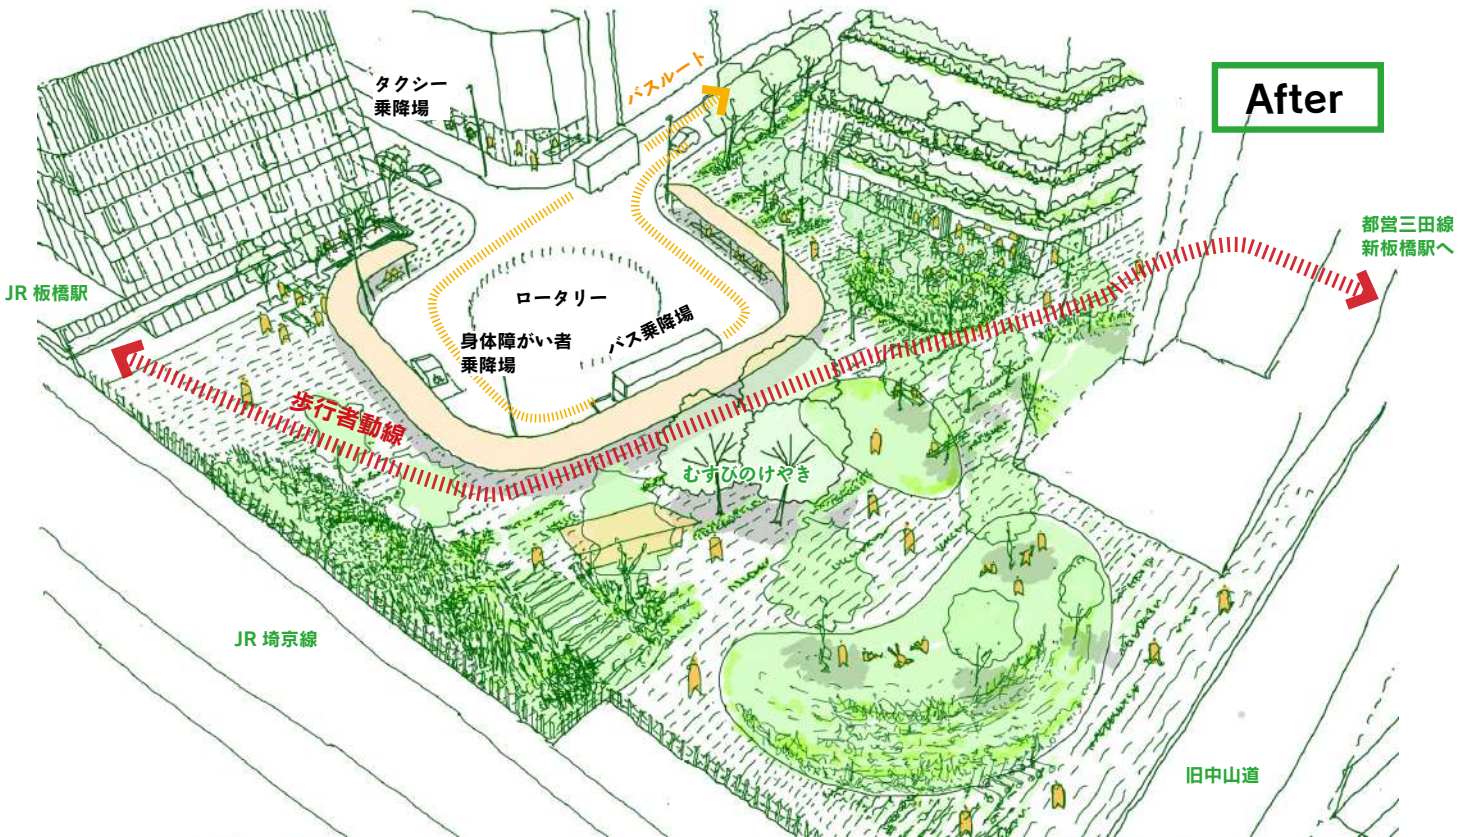 After
タクシー
乗降場
バスルート
都営三田線
新板橋駅へ
JR 板橋駅
ロータリー
身体障がい者
乗降場
バス乗降場
歩行者動線
むすびのけやき
JR 埼京線
旧中山道